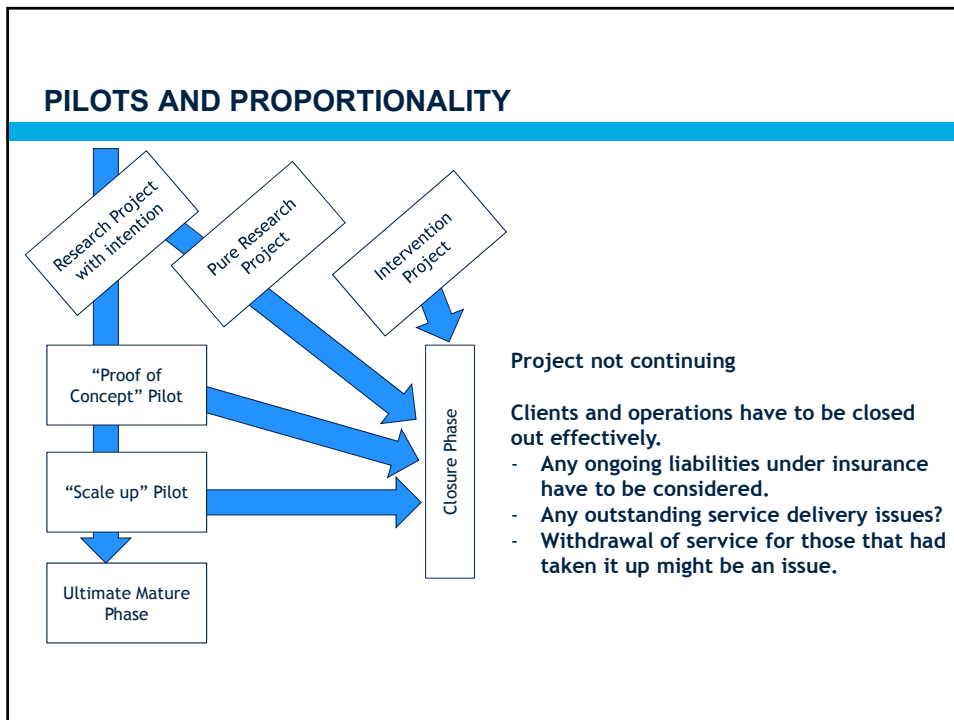 PILOTS AND PROPORTIONALITY
Research Project
with intention
Pure Research
Project
Intervention
Project
“Proof of
Concept” Pilot
“Scale up” Pilot
Ultimate Mature
Phase
Closure Phase
Project not continuing
Clients and operations have to be closed
out effectively.
- Any ongoing liabilities under insurance
have to be considered.
- Any outstanding service delivery issues?
- Withdrawal of service for those that had
taken it up might be an issue.